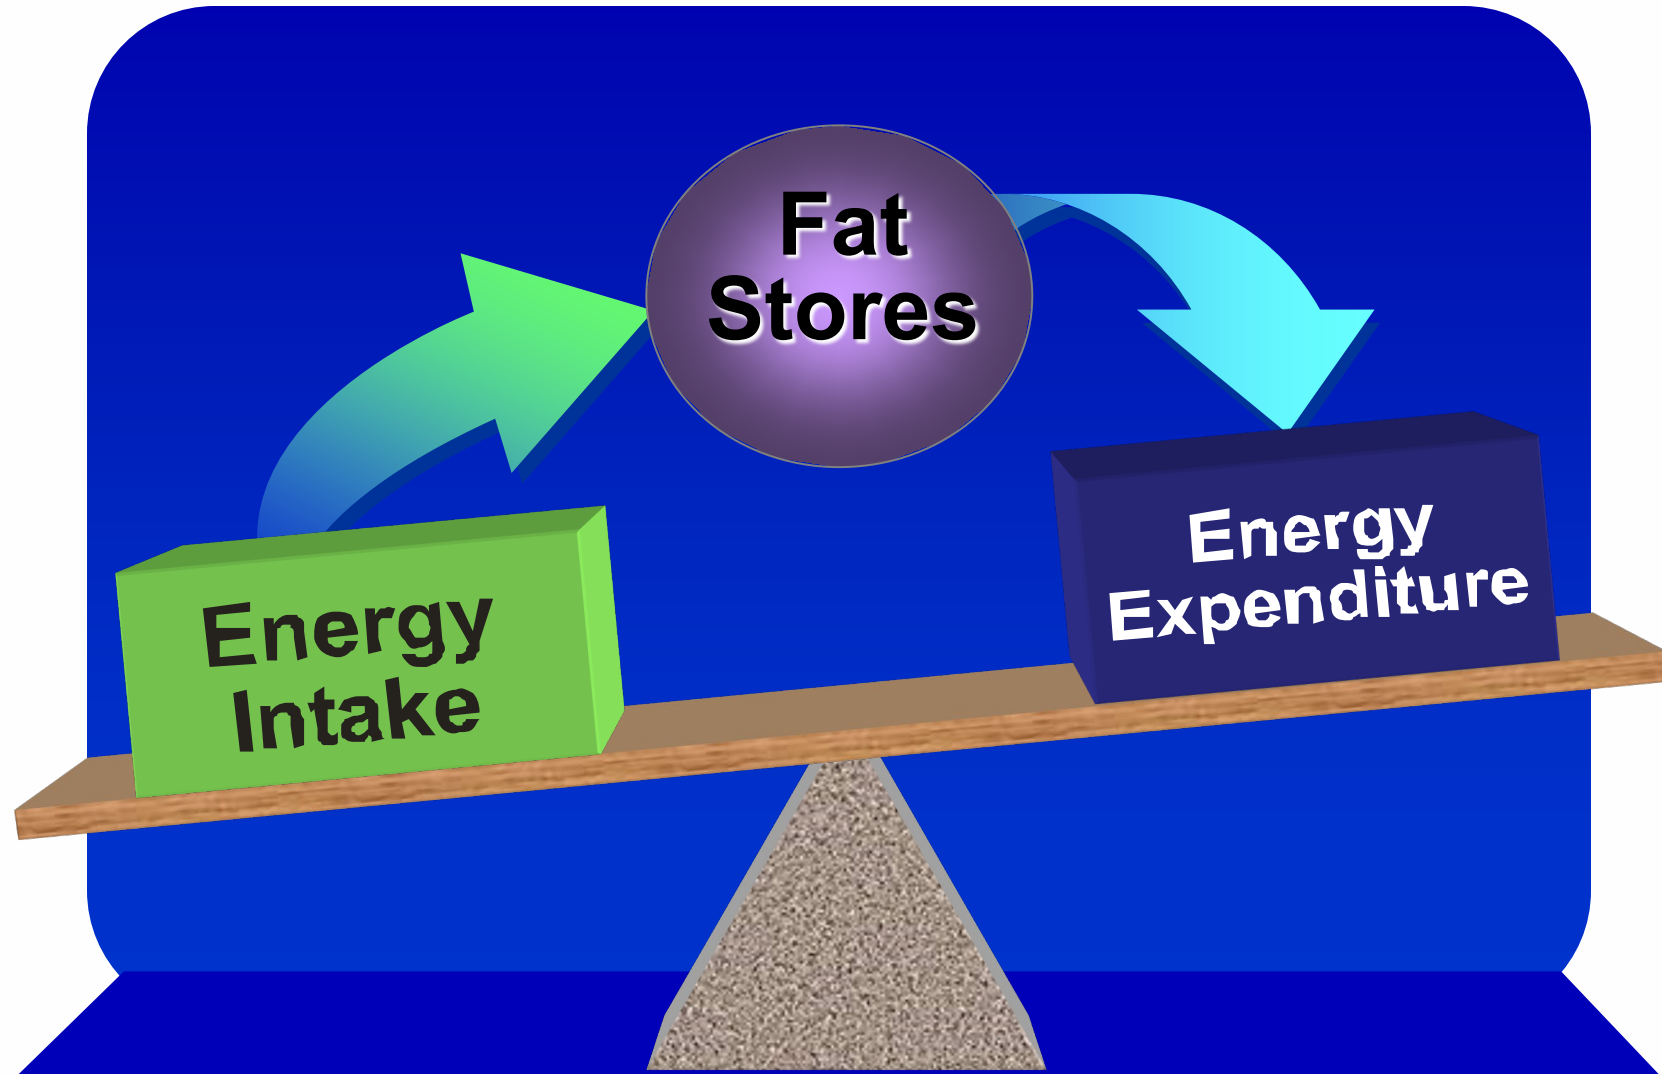 Fat
Stores
Energy
Intake
Energy
Expenditure